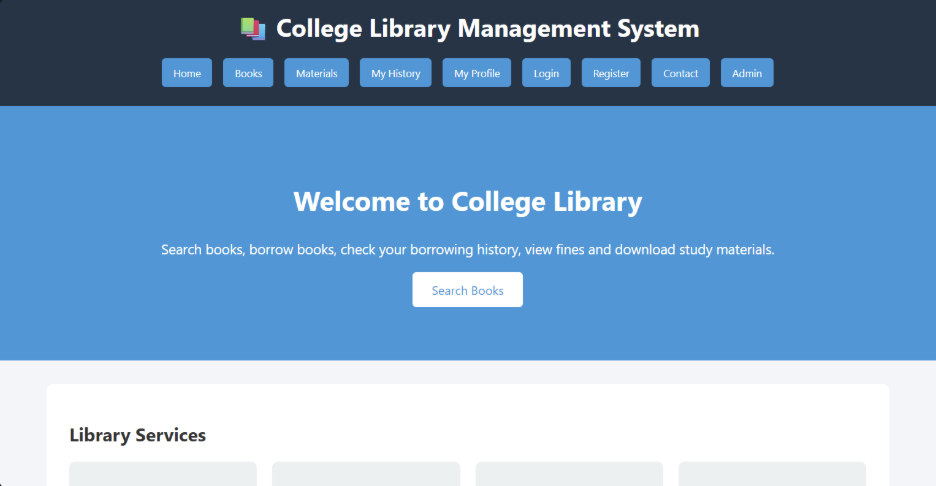 College Library Management System
Home Books Materials My History My Profile Login Register Contact Admin
Welcome to College Library
Search books, borrow books, check your borrowing history, view fines and download study materials.
Search Books
Library Services